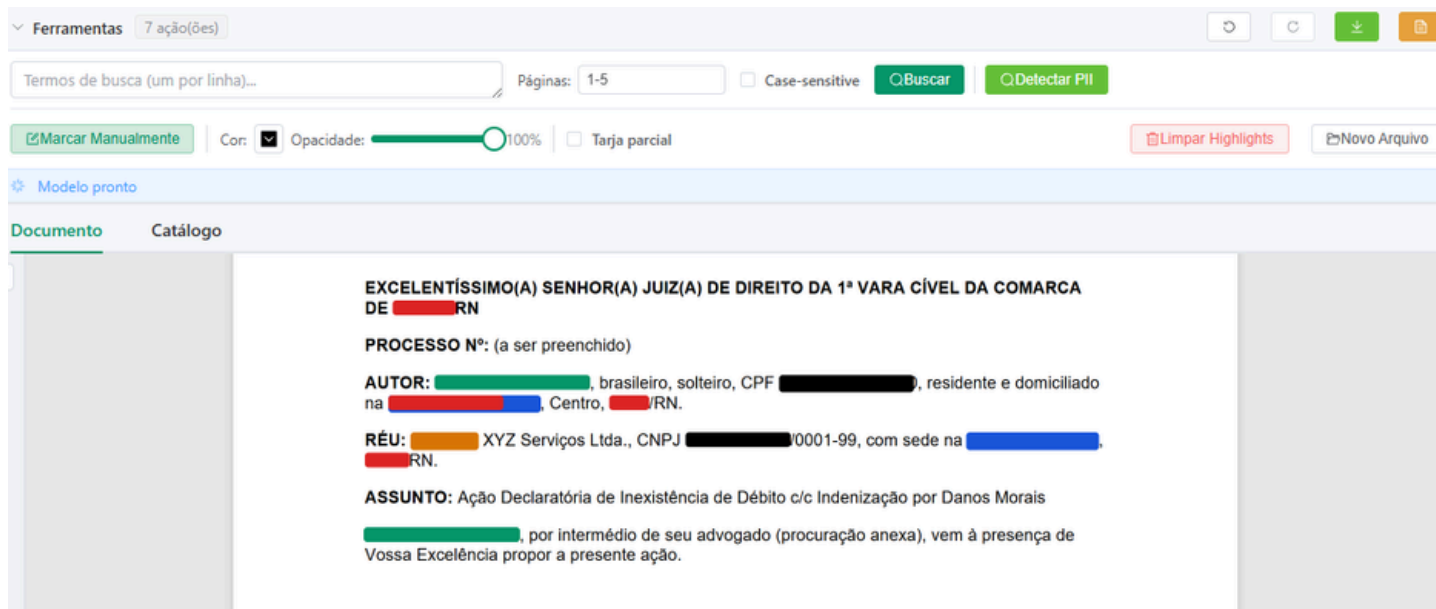 Ferramentas 7 ação(ões)
Termos de busca (um por linha)... Páginas: 1-5 Case-sensitive Buscar Detectar PII
Marcar Manualmente Cor: Opacidade: 100% Tarja parcial Limpar Highlights Novo Arquivo
Modelo pronto
Documento Catálogo
EXCELENTÍSSIMO(A) SENHOR(A) JUIZ(A) DE DIREITO DA 1ª VARA CÍVEL DA COMARCA
DE RN
PROCESSO Nº: (a ser preenchido)
AUTOR: , brasileiro, solteiro, CPF , residente e domiciliado
na , Centro, /RN.
RÉU: XYZ Serviços Ltda., CNPJ /0001-99, com sede na ,
RN.
ASSUNTO: Ação Declaratória de Inexistência de Débito c/c Indenização por Danos Morais
, por intermédio de seu advogado (procuração anexa), vem à presença de
Vossa Excelência propor a presente ação.